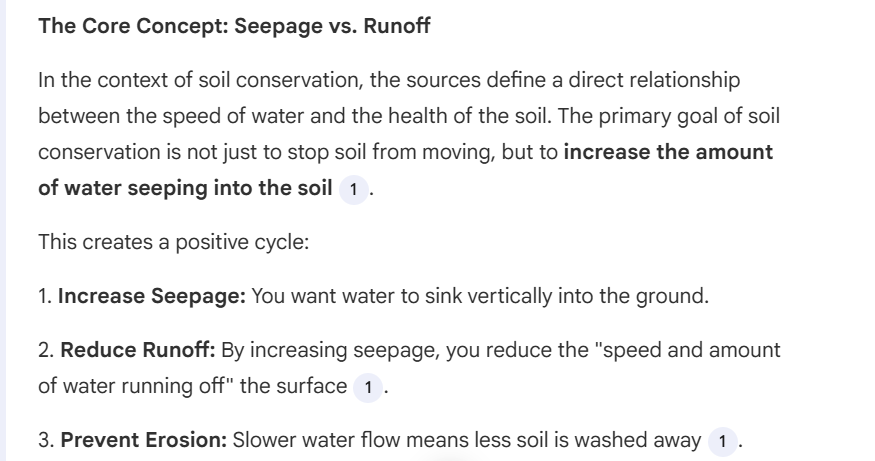 The Core Concept: Seepage vs. Runoff
In the context of soil conservation, the sources define a direct relationship
between the speed of water and the health of the soil. The primary goal of soil
conservation is not just to stop soil from moving, but to increase the amount
of water seeping into the soil 1.
This creates a positive cycle:
1. Increase Seepage: You want water to sink vertically into the ground.
2. Reduce Runoff: By increasing seepage, you reduce the "speed and amount
of water running off" the surface 1.
3. Prevent Erosion: Slower water flow means less soil is washed away 1.